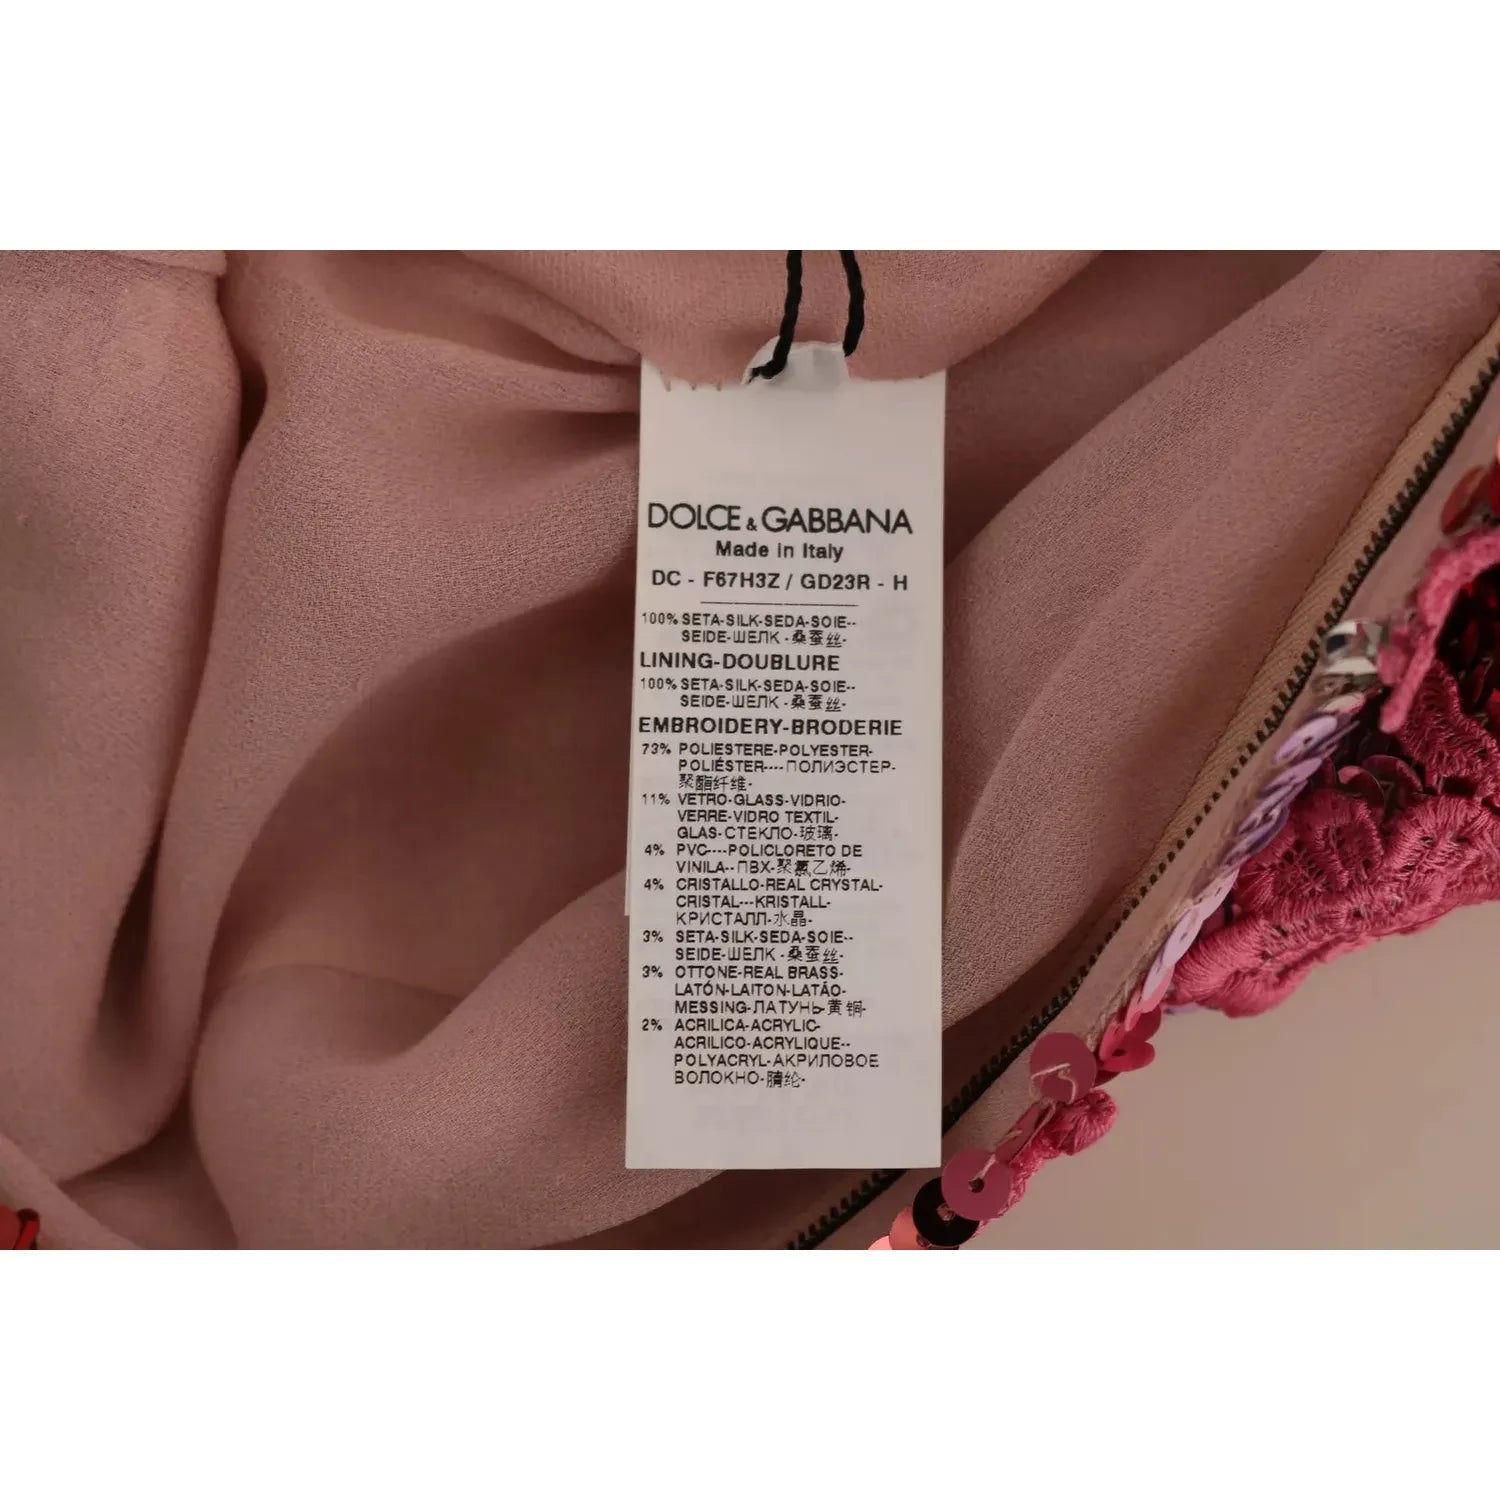 DOLCE & GABBANA
Made in Italy
DC - F67H3Z / GD23R - H
100% SETA-SILK-SEDA-SOIE--
SEIDE-ШЕЛК -桑蚕丝-
LINING-DOUBLURE
100% SETA-SILK-SEDA-SOIE--
SEIDE-ШЕЛК -桑蚕丝-
EMBROIDERY-BRODERIE
73% POLIESTERE-POLYESTER-
POLIÉSTER----ПОЛИЭСТЕР-
聚酯纤维-
11% VETRO-GLASS-VIDRIO-
VERRE-VIDRO TEXTIL-
GLAS-СТЕКЛО-玻璃-
4% PVC----POLICLORETO DE
VINILA--ПВХ-聚氯乙烯-
4% CRISTALLO-REAL CRYSTAL-
CRISTAL---KRISTALL-
КРИСТАЛЛ-水晶-
3% SETA-SILK-SEDA-SOIE--
SEIDE-ШЕЛК -桑蚕丝-
3% OTTONE-REAL BRASS-
LATÓN-LAITON-LATÃO-
MESSING-ЛАТУНЬ-黄铜-
2% ACRILICA-ACRYLIC-
ACRILICO-ACRYLIQUE--
POLYACRYL-АКРИЛОВОЕ
ВОЛОКНО-腈纶-